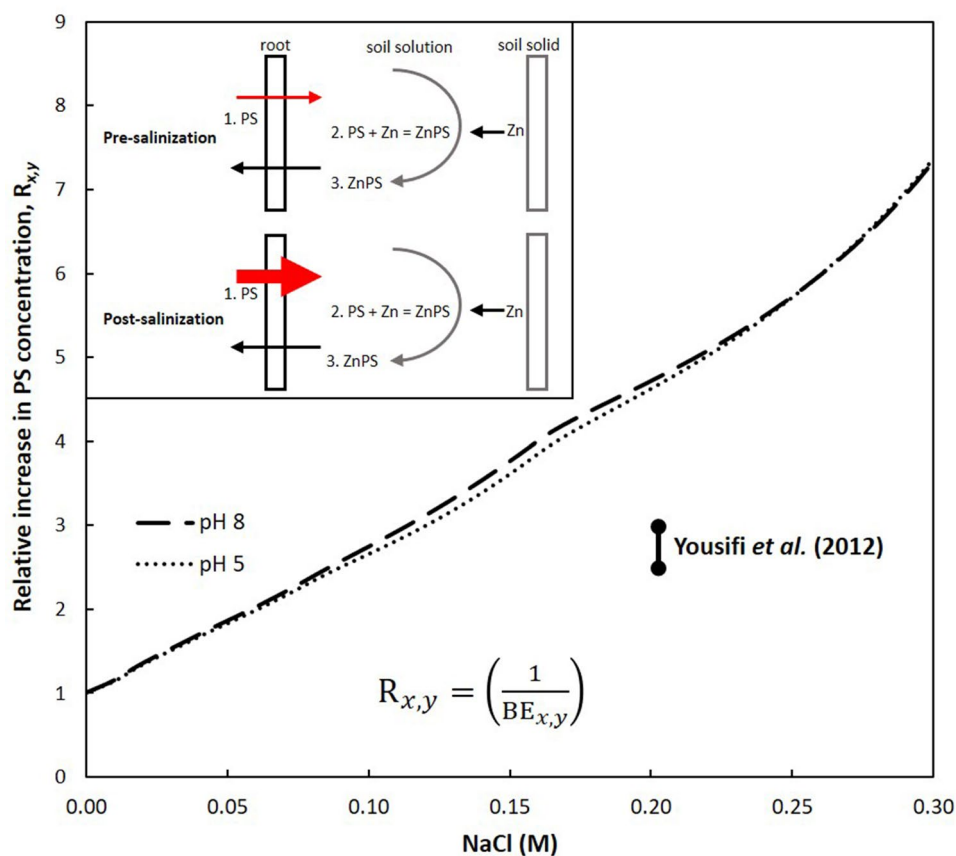 Relative increase in PS concentration, Rx,y
9
8
7
6
5
4
3
2
1
0
root soil solution soil solid
1. PS
Pre-salinization
2. PS + Zn = ZnPS
Zn
3. ZnPS
1. PS
Post-salinization
2. PS + Zn = ZnPS
Zn
3. ZnPS
pH 8
pH 5
Yousifi et al. (2012)
Rx,y = (1/BEx,y)
0.00 0.05 0.10 0.15 0.20 0.25 0.30
NaCl (M)